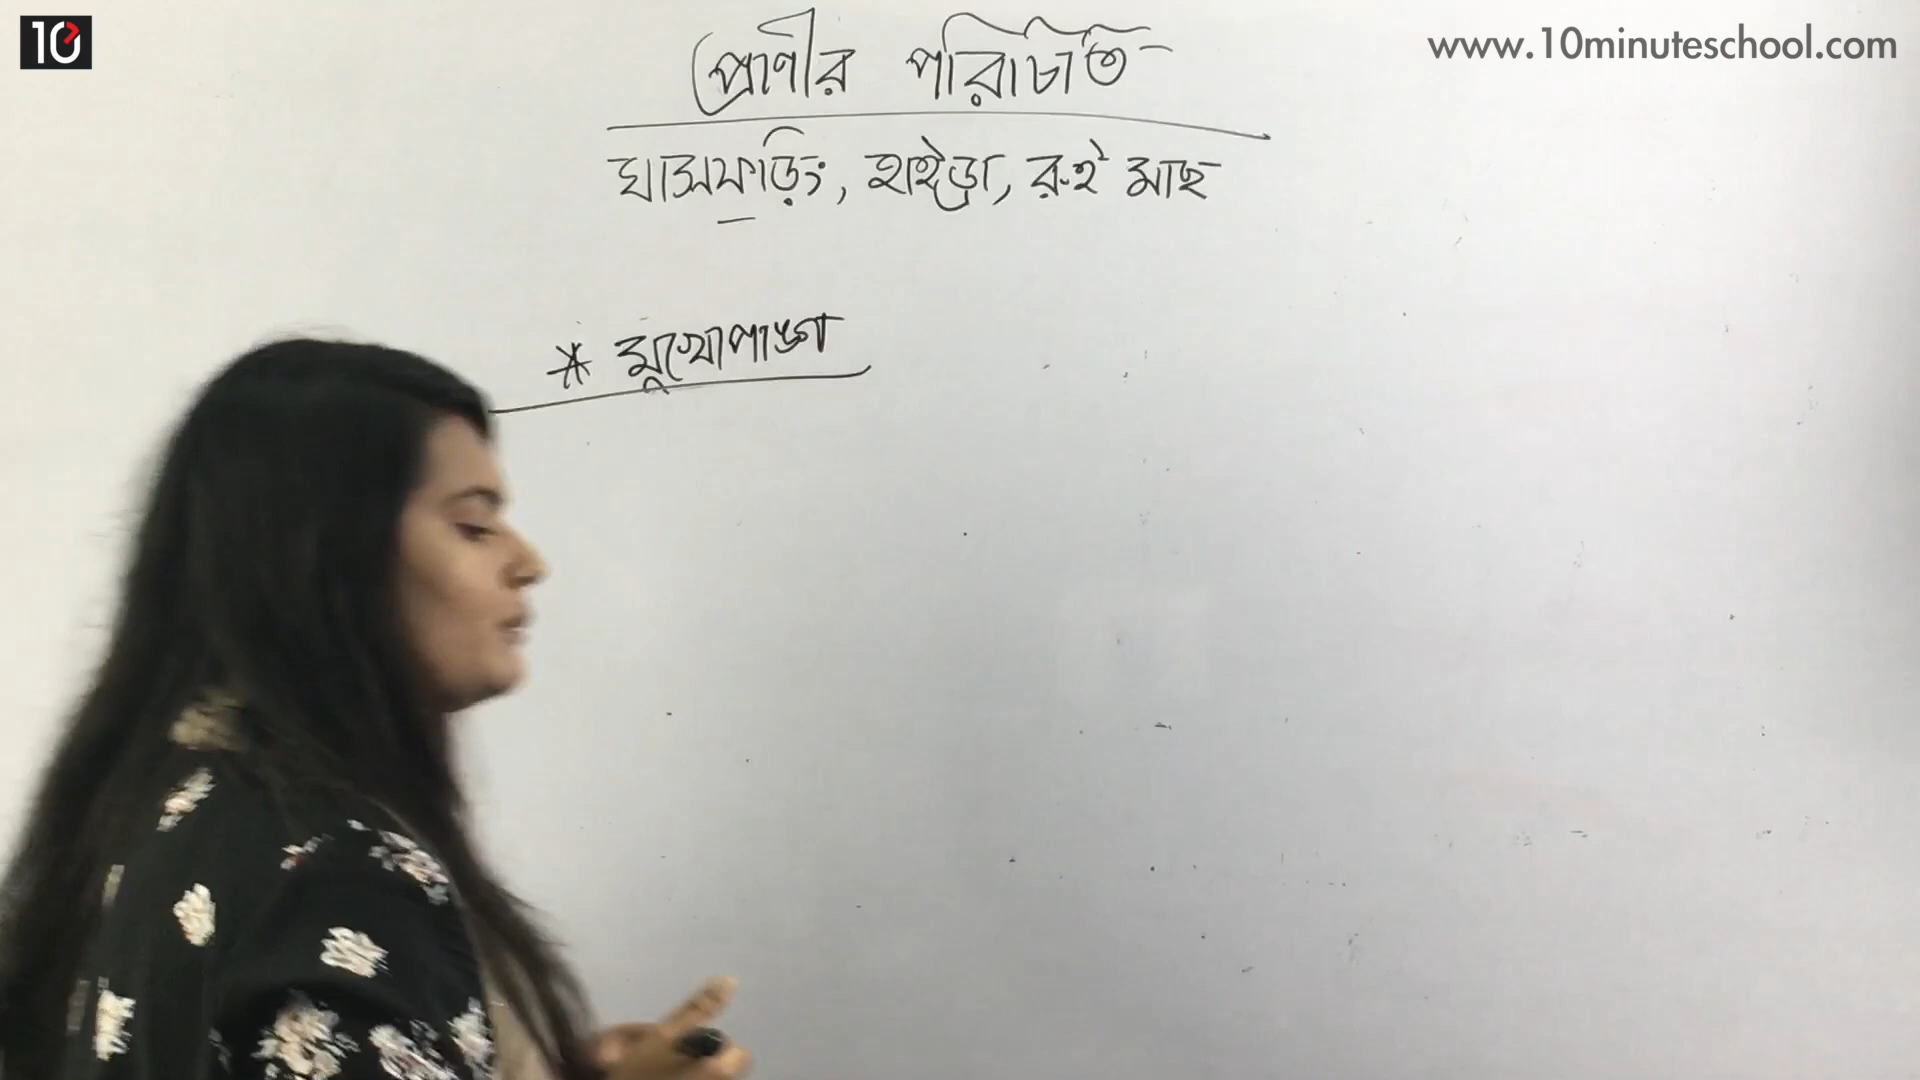 10
www.10minuteschool.com
প্রাণীর পরিচিতি
ঘাসফড়িং, হাইড্রা, রুই মাছ
* মুখোপাঙ্গ